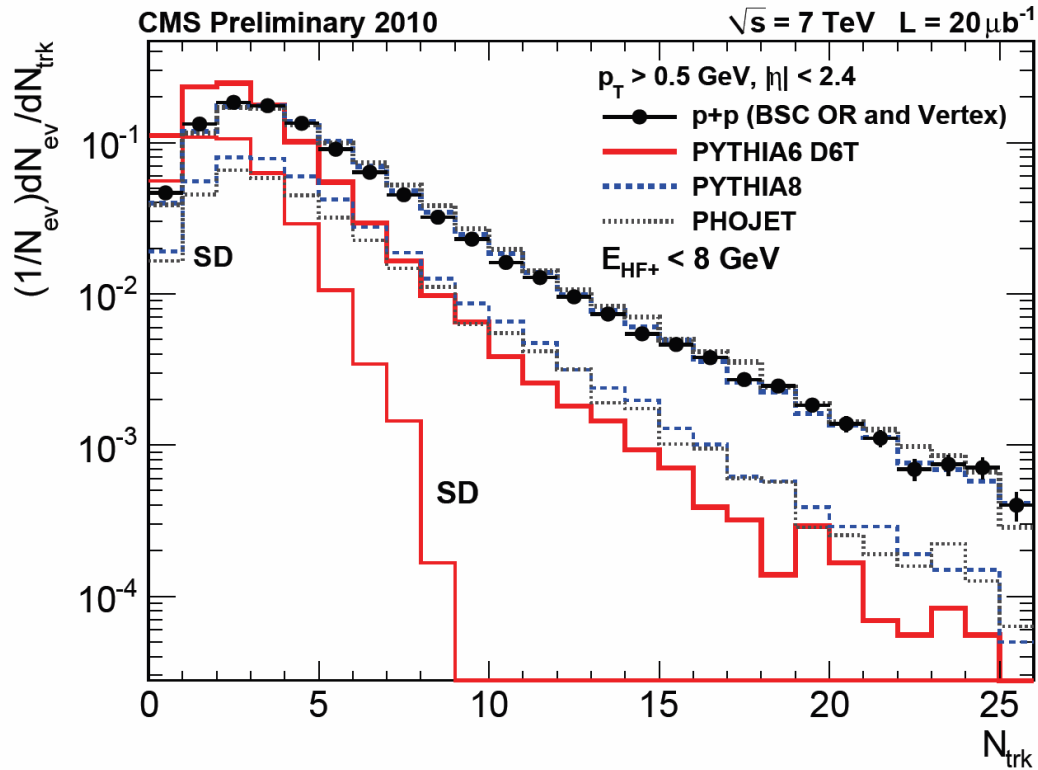 CMS Preliminary 2010 √s = 7 TeV L = 20 μb⁻¹
(1/N_ev)dN_ev/dN_trk
p_T > 0.5 GeV, |η| < 2.4
p+p (BSC OR and Vertex)
PYTHIA6 D6T
PYTHIA8
PHOJET
E_HF+ < 8 GeV
SD
SD
10⁻¹
10⁻²
10⁻³
10⁻⁴
0 5 10 15 20 25
N_trk